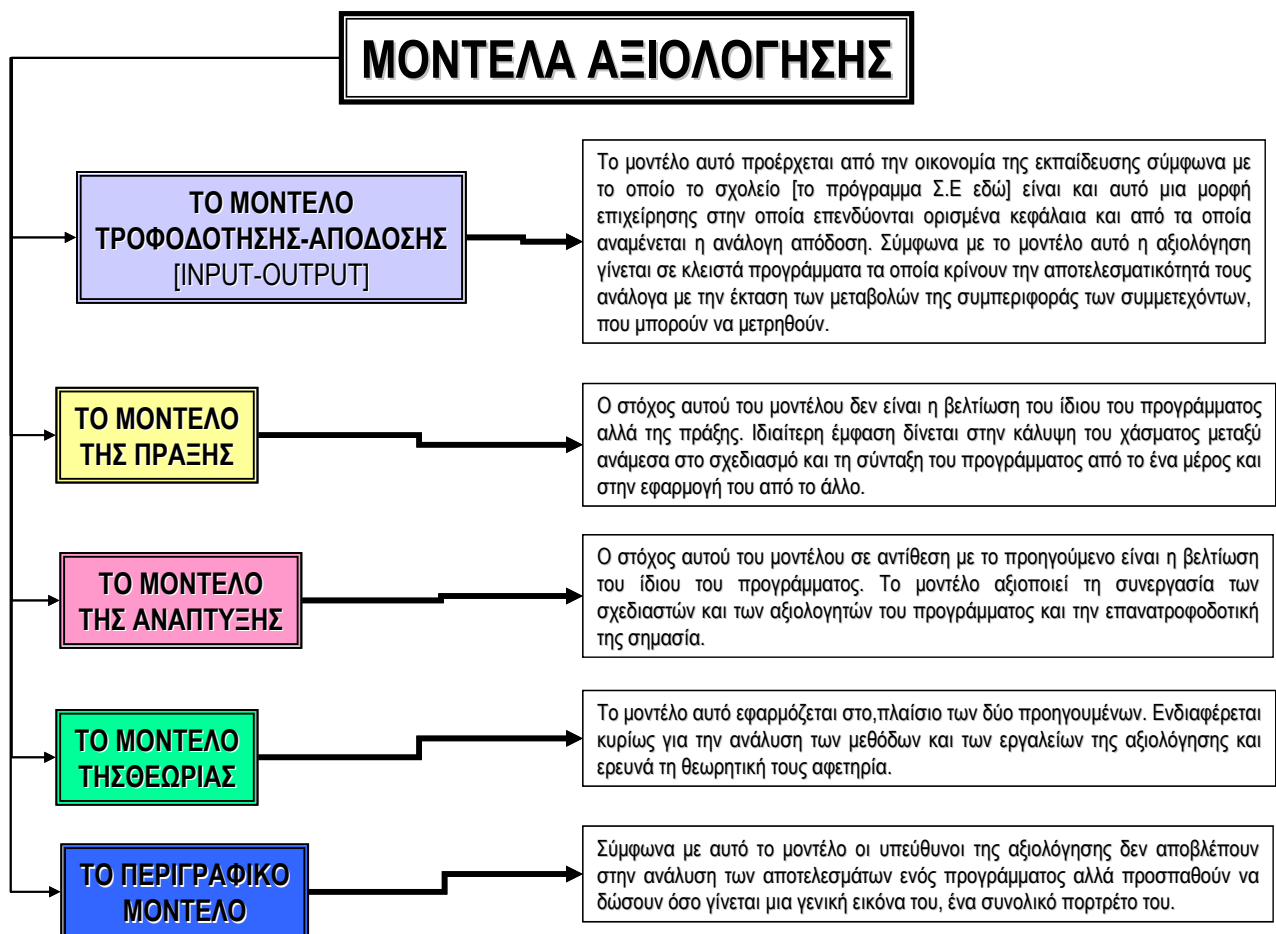 ΜΟΝΤΕΛΑ ΑΞΙΟΛΟΓΗΣΗΣ
ΤΟ ΜΟΝΤΕΛΟ
ΤΡΟΦΟΔΟΤΗΣΗΣ-ΑΠΟΔΟΣΗΣ
[INPUT-OUTPUT]
Το μοντέλο αυτό προέρχεται από την οικονομία της εκπαίδευσης σύμφωνα με
το οποίο το σχολείο [το πρόγραμμα Σ.Ε εδώ] είναι και αυτό μια μορφή
επιχείρησης στην οποία επενδύονται ορισμένα κεφάλαια και από τα οποία
αναμένεται η ανάλογη απόδοση. Σύμφωνα με το μοντέλο αυτό η αξιολόγηση
γίνεται σε κλειστά προγράμματα τα οποία κρίνουν την αποτελεσματικότητά τους
ανάλογα με την έκταση των μεταβολών της συμπεριφοράς των συμμετεχόντων,
που μπορούν να μετρηθούν.
ΤΟ ΜΟΝΤΕΛΟ
ΤΗΣ ΠΡΑΞΗΣ
Ο στόχος αυτού του μοντέλου δεν είναι η βελτίωση του ίδιου του προγράμματος
αλλά της πράξης. Ιδιαίτερη έμφαση δίνεται στην κάλυψη του χάσματος μεταξύ
ανάμεσα στο σχεδιασμό και τη σύνταξη του προγράμματος από το ένα μέρος και
στην εφαρμογή του από το άλλο.
ΤΟ ΜΟΝΤΕΛΟ
ΤΗΣ ΑΝΑΠΤΥΞΗΣ
Ο στόχος αυτού του μοντέλου σε αντίθεση με το προηγούμενο είναι η βελτίωση
του ίδιου του προγράμματος. Το μοντέλο αξιοποιεί τη συνεργασία των
σχεδιαστών και των αξιολογητών του προγράμματος και την επανατροφοδοτική
της σημασία.
ΤΟ ΜΟΝΤΕΛΟ
ΤΗΣΘΕΩΡΙΑΣ
Το μοντέλο αυτό εφαρμόζεται στο,πλαίσιο των δύο προηγουμένων. Ενδιαφέρεται
κυρίως για την ανάλυση των μεθόδων και των εργαλείων της αξιολόγησης και
ερευνά τη θεωρητική τους αφετηρία.
ΤΟ ΠΕΡΙΓΡΑΦΙΚΟ
ΜΟΝΤΕΛΟ
Σύμφωνα με αυτό το μοντέλο οι υπεύθυνοι της αξιολόγησης δεν αποβλέπουν
στην ανάλυση των αποτελεσμάτων ενός προγράμματος αλλά προσπαθούν να
δώσουν όσο γίνεται μια γενική εικόνα του, ένα συνολικό πορτρέτο του.